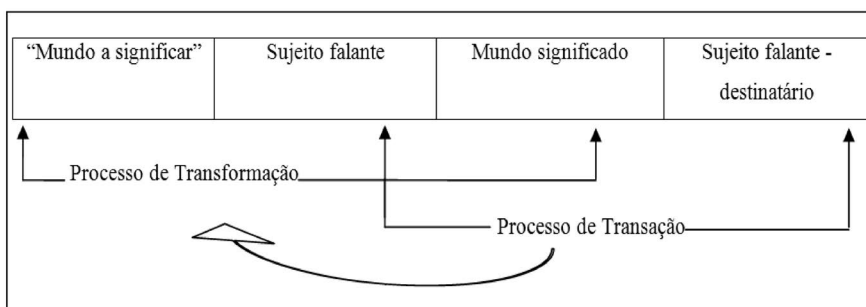 “Mundo a significar” Sujeito falante Mundo significado Sujeito falante -
destinatário
Processo de Transformação
Processo de Transação